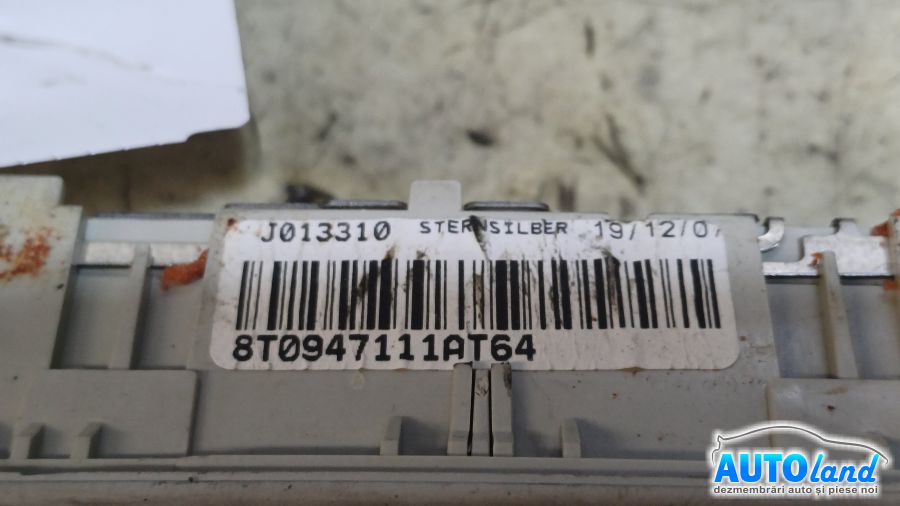 J013310 STERNSILBER 19/12/07
8T0947111AT64
AUTOland
dezmembrări auto și piese noi